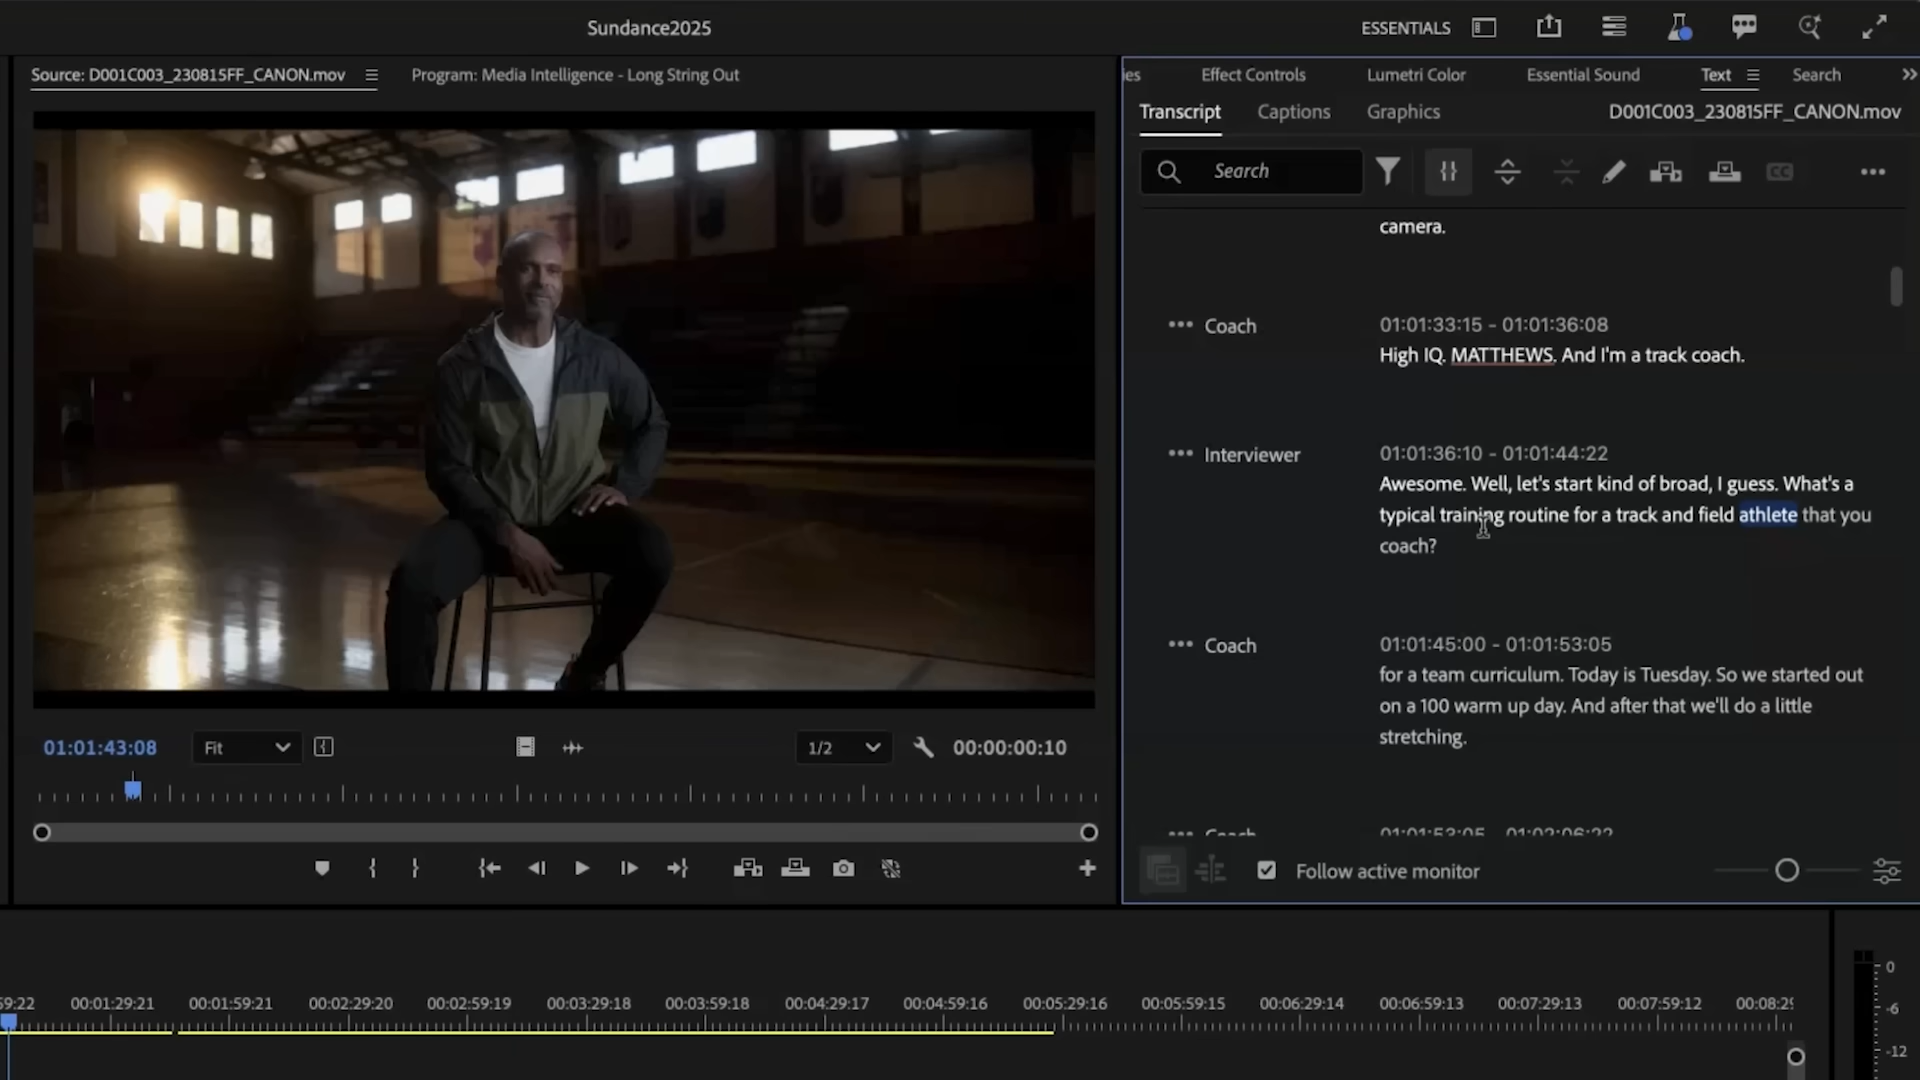 Sundance2025
ESSENTIALS
Source: D001C003_230815FF_CANON.mov
Program: Media Intelligence - Long String Out
ies
Effect Controls
Lumetri Color
Essential Sound
Text
Search
Transcript
Captions
Graphics
D001C003_230815FF_CANON.mov
Search
CC
camera.
Coach
01:01:33:15 - 01:01:36:08
High IQ. MATTHEWS. And I'm a track coach.
Interviewer
01:01:36:10 - 01:01:44:22
Awesome. Well, let's start kind of broad, I guess. What's a
typical training routine for a track and field athlete that you
coach?
Coach
01:01:45:00 - 01:01:53:05
for a team curriculum. Today is Tuesday. So we started out
on a 100 warm up day. And after that we'll do a little
stretching.
Coach
01:01:53:05 - 01:02:06:22
01:01:43:08
Fit
1/2
00:00:00:10
Follow active monitor
59:22
00:01:29:21
00:01:59:21
00:02:29:20
00:02:59:19
00:03:29:18
00:03:59:18
00:04:29:17
00:04:59:16
00:05:29:16
00:05:59:15
00:06:29:14
00:06:59:13
00:07:29:13
00:07:59:12
00:08:29
0
-6
-12